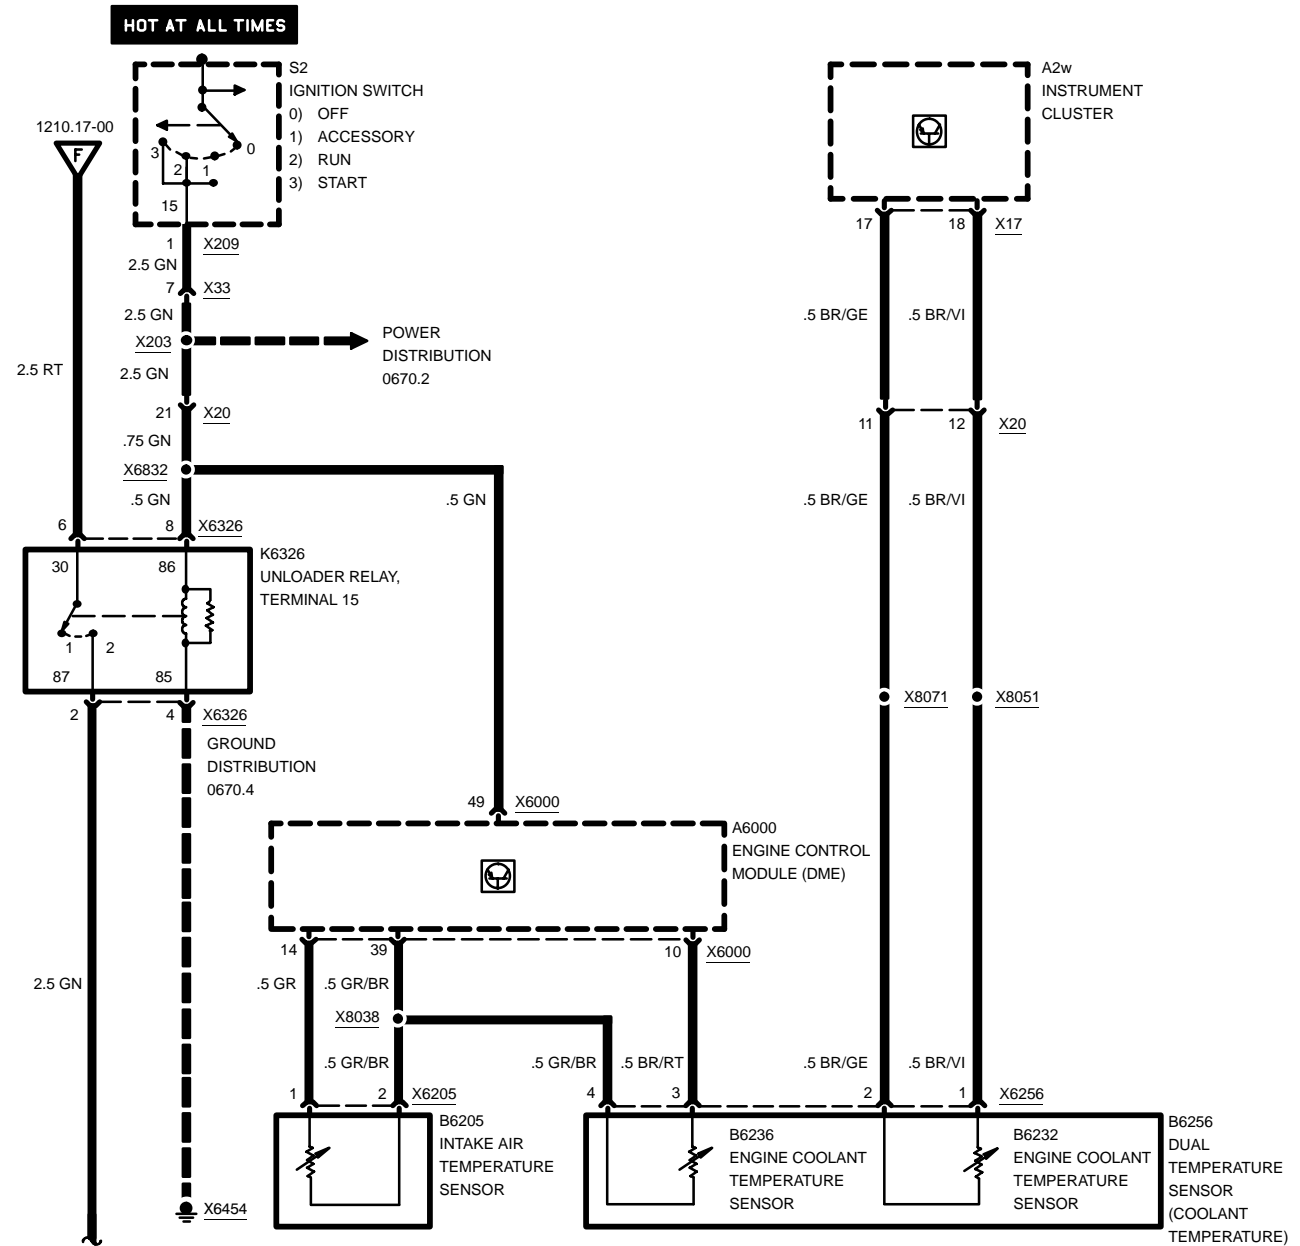 HOT AT ALL TIMES
S2
IGNITION SWITCH
0) OFF
1) ACCESSORY
2) RUN
3) START
3
2
1
0
15
1210.17-00
F
A2w
INSTRUMENT
CLUSTER
1 X209
2.5 GN
7 X33
2.5 GN
X203
2.5 GN
POWER
DISTRIBUTION
0670.2
2.5 RT
21 X20
.75 GN
X6832
.5 GN
.5 GN
17 18 X17
.5 BR/GE .5 BR/VI
11 12 X20
.5 BR/GE .5 BR/VI
6 8 X6326
K6326
UNLOADER RELAY,
TERMINAL 15
30 86
1 2
87 85
2 4 X6326
GROUND
DISTRIBUTION
0670.4
X8071 X8051
49 X6000
A6000
ENGINE CONTROL
MODULE (DME)
14 39 10 X6000
2.5 GN
.5 GR .5 GR/BR
X8038
.5 GR/BR .5 GR/BR .5 BR/RT .5 BR/GE .5 BR/VI
1 2 X6205 4 3 2 1 X6256
B6205
INTAKE AIR
TEMPERATURE
SENSOR
B6236
ENGINE COOLANT
TEMPERATURE
SENSOR
B6232
ENGINE COOLANT
TEMPERATURE
SENSOR
B6256
DUAL
TEMPERATURE
SENSOR
(COOLANT
TEMPERATURE)
X6454